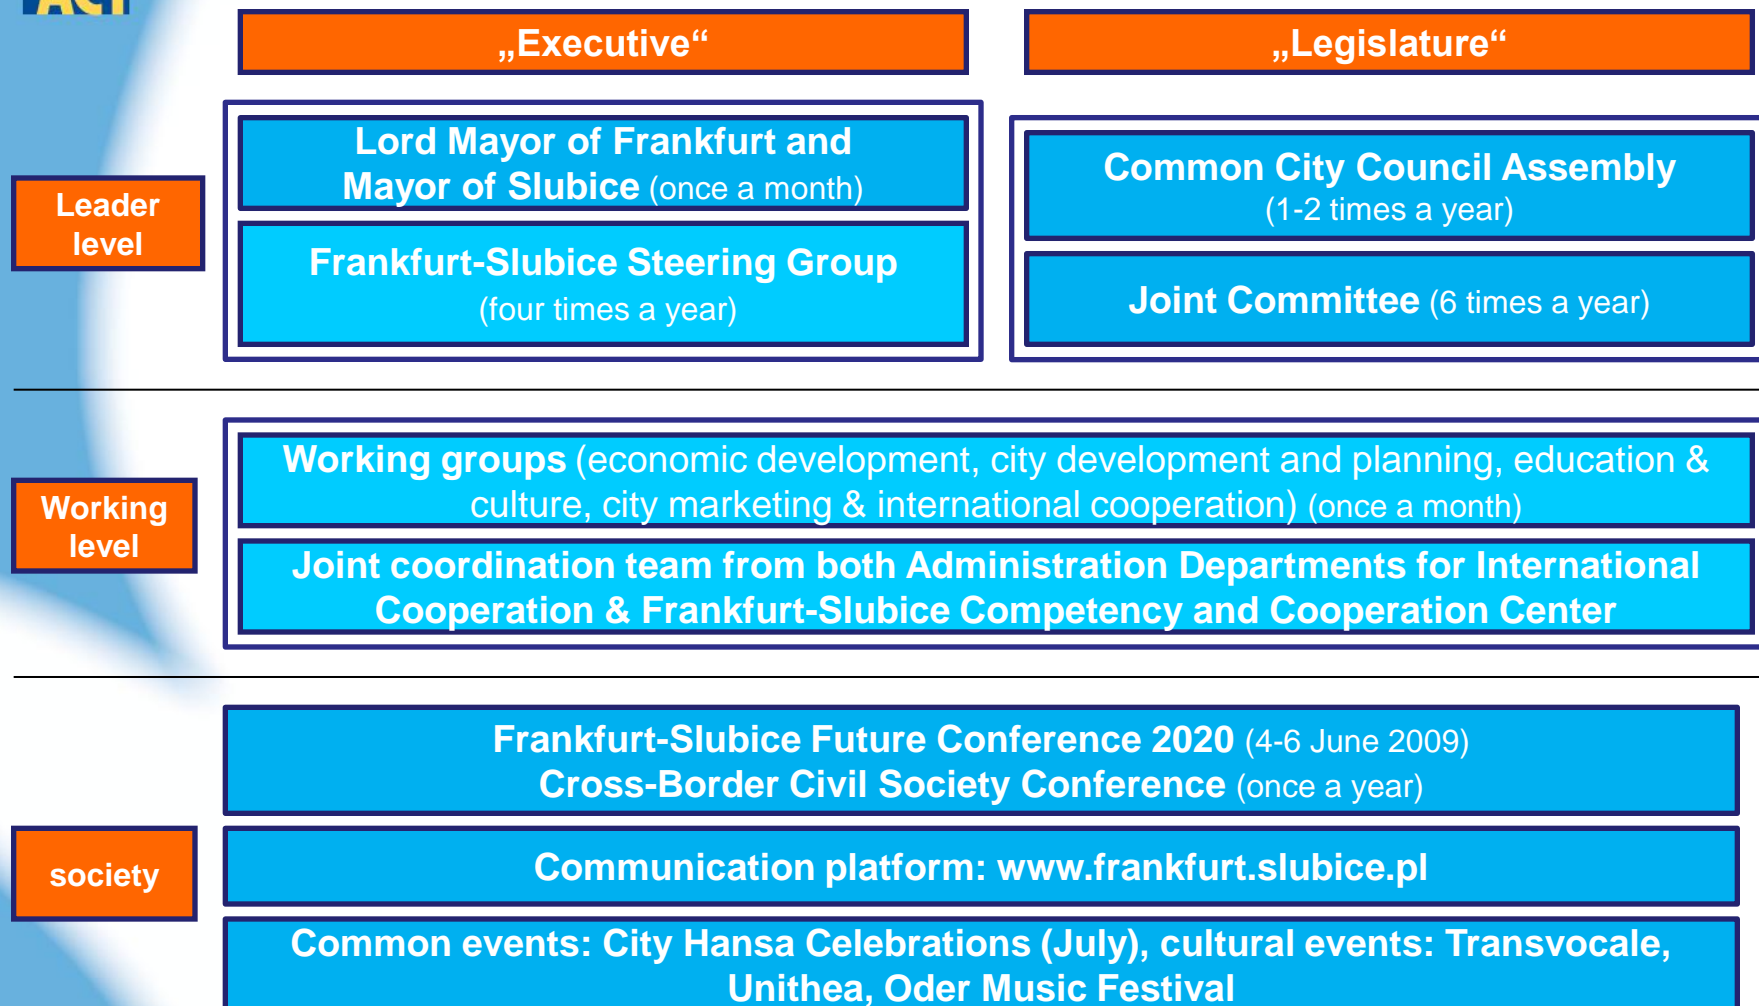 ACT
„Executive“
„Legislature“
Leader
level
Lord Mayor of Frankfurt and
Mayor of Slubice (once a month)
Frankfurt-Slubice Steering Group
(four times a year)
Common City Council Assembly
(1-2 times a year)
Joint Committee (6 times a year)
Working
level
Working groups (economic development, city development and planning, education &
culture, city marketing & international cooperation) (once a month)
Joint coordination team from both Administration Departments for International
Cooperation & Frankfurt-Slubice Competency and Cooperation Center
society
Frankfurt-Slubice Future Conference 2020 (4-6 June 2009)
Cross-Border Civil Society Conference (once a year)
Communication platform: www.frankfurt.slubice.pl
Common events: City Hansa Celebrations (July), cultural events: Transvocale,
Unithea, Oder Music Festival